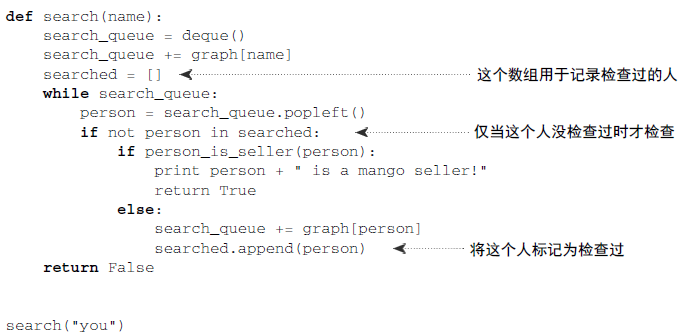 def search(name):
    search_queue = deque()
    search_queue += graph[name]
    searched = [] 这个数组用于记录检查过的人
    while search_queue:
        person = search_queue.popleft()
        if not person in searched: 仅当这个人没检查过时才检查
            if person_is_seller(person):
                print person + " is a mango seller!"
                return True
            else:
                search_queue += graph[person]
                searched.append(person) 将这个人标记为检查过
    return False
search("you")